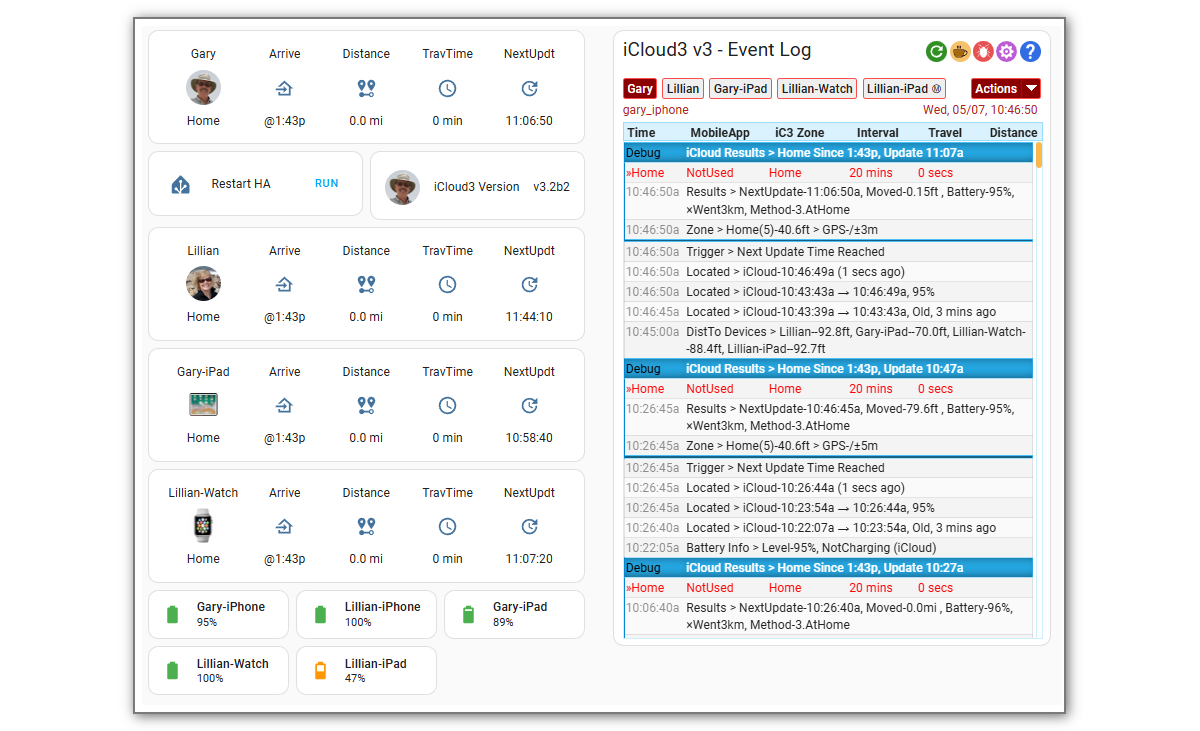 Gary Arrive Distance TravTime NextUpdt
Home @1:43p 0.0 mi 0 min 11:06:50
Restart HA RUN
iCloud3 Version v3.2b2
Lillian Arrive Distance TravTime NextUpdt
Home @1:43p 0.0 mi 0 min 11:44:10
Gary-iPad Arrive Distance TravTime NextUpdt
Home @1:43p 0.0 mi 0 min 10:58:40
Lillian-Watch Arrive Distance TravTime NextUpdt
Home @1:43p 0.0 mi 0 min 11:07:20
Gary-iPhone
95%
Lillian-iPhone
100%
Gary-iPad
89%
Lillian-Watch
100%
Lillian-iPad
47%
iCloud3 v3 - Event Log ?
Gary Lillian Gary-iPad Lillian-Watch Lillian-iPad Ⓜ Actions
gary_iphone Wed, 05/07, 10:46:50
Time MobileApp iC3 Zone Interval Travel Distance
Debug iCloud Results > Home Since 1:43p, Update 11:07a
»Home NotUsed Home 20 mins 0 secs
10:46:50a Results > NextUpdate-11:06:50a, Moved-0.15ft , Battery-95%,
×Went3km, Method-3.AtHome
10:46:50a Zone > Home(5)-40.6ft > GPS-/±3m
10:46:50a Trigger > Next Update Time Reached
10:46:50a Located > iCloud-10:46:49a (1 secs ago)
10:46:50a Located > iCloud-10:43:43a → 10:46:49a, 95%
10:46:45a Located > iCloud-10:43:39a → 10:43:43a, Old, 3 mins ago
10:45:00a DistTo Devices > Lillian--92.8ft, Gary-iPad--70.0ft, Lillian-Watch-
-88.4ft, Lillian-iPad--92.7ft
Debug iCloud Results > Home Since 1:43p, Update 10:47a
»Home NotUsed Home 20 mins 0 secs
10:26:45a Results > NextUpdate-10:46:45a, Moved-79.6ft , Battery-95%,
×Went3km, Method-3.AtHome
10:26:45a Zone > Home(5)-40.6ft > GPS-/±5m
10:26:45a Trigger > Next Update Time Reached
10:26:45a Located > iCloud-10:26:44a (1 secs ago)
10:26:45a Located > iCloud-10:23:54a → 10:26:44a, 95%
10:26:40a Located > iCloud-10:22:07a → 10:23:54a, Old, 3 mins ago
10:22:05a Battery Info > Level-95%, NotCharging (iCloud)
Debug iCloud Results > Home Since 1:43p, Update 10:27a
»Home NotUsed Home 20 mins 0 secs
10:06:40a Results > NextUpdate-10:26:40a, Moved-0.0mi , Battery-96%,
×Went3km, Method-3.AtHome